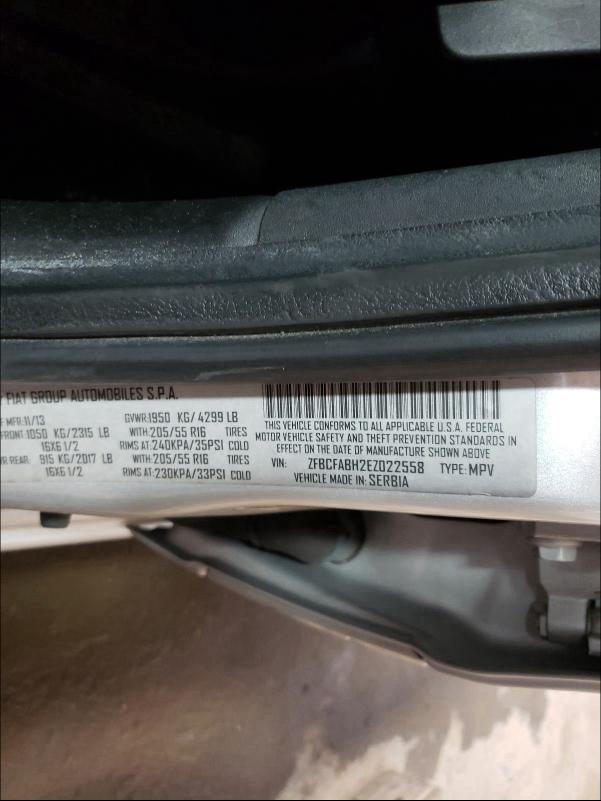 FIAT GROUP AUTOMOBILES S.P.A.
MFR:11/13 GVWR:1950 KG/ 4299 LB
FRONT 1050 KG/2315 LB WITH:205/55 R16 TIRES
16X6 1/2 RIMS AT:240KPA/35PSI COLD
REAR: 915 KG/2017 LB WITH:205/55 R16 TIRES
16X6 1/2 RIMS AT:230KPA/33PSI COLD
THIS VEHICLE CONFORMS TO ALL APPLICABLE U.S.A. FEDERAL
MOTOR VEHICLE SAFETY AND THEFT PREVENTION STANDARDS IN
EFFECT ON THE DATE OF MANUFACTURE SHOWN ABOVE
VIN: ZFBCFABH2EZ022558 TYPE: MPV
VEHICLE MADE IN: SERBIA